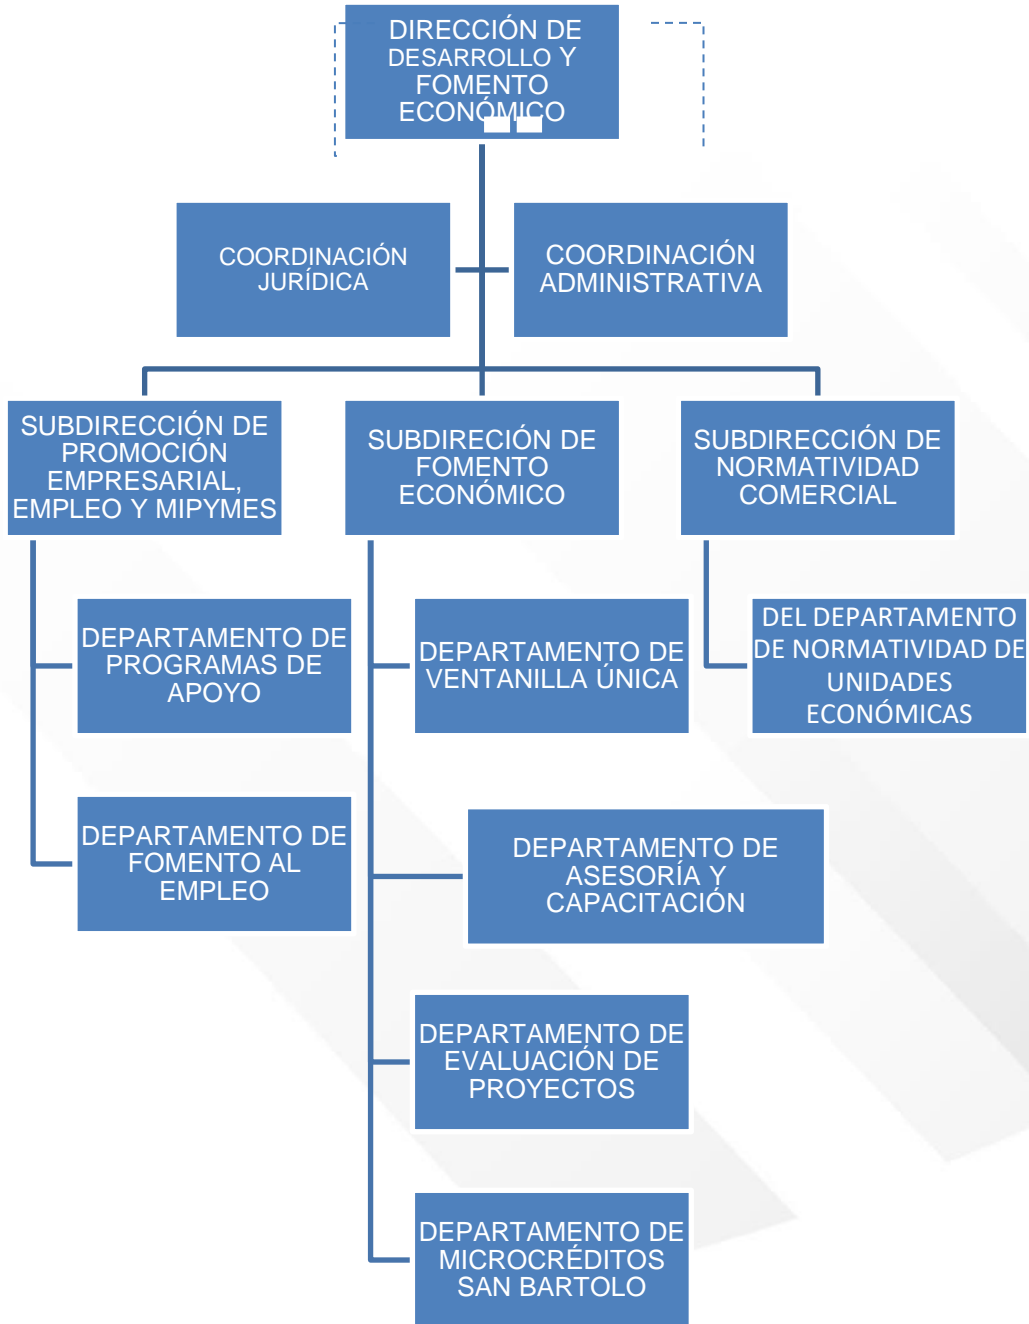 DIRECCIÓN DE
DESARROLLO Y
FOMENTO
ECONÓMICO
COORDINACIÓN
JURÍDICA
COORDINACIÓN
ADMINISTRATIVA
SUBDIRECCIÓN DE
PROMOCIÓN
EMPRESARIAL,
EMPLEO Y MIPYMES
SUBDIRECIÓN DE
FOMENTO
ECONÓMICO
SUBDIRECCIÓN DE
NORMATIVIDAD
COMERCIAL
DEPARTAMENTO DE
PROGRAMAS DE
APOYO
DEPARTAMENTO DE
VENTANILLA ÚNICA
DEL DEPARTAMENTO
DE NORMATIVIDAD DE
UNIDADES
ECONÓMICAS
DEPARTAMENTO DE
FOMENTO AL
EMPLEO
DEPARTAMENTO DE
ASESORÍA Y
CAPACITACIÓN
DEPARTAMENTO DE
EVALUACIÓN DE
PROYECTOS
DEPARTAMENTO DE
MICROCRÉDITOS
SAN BARTOLO